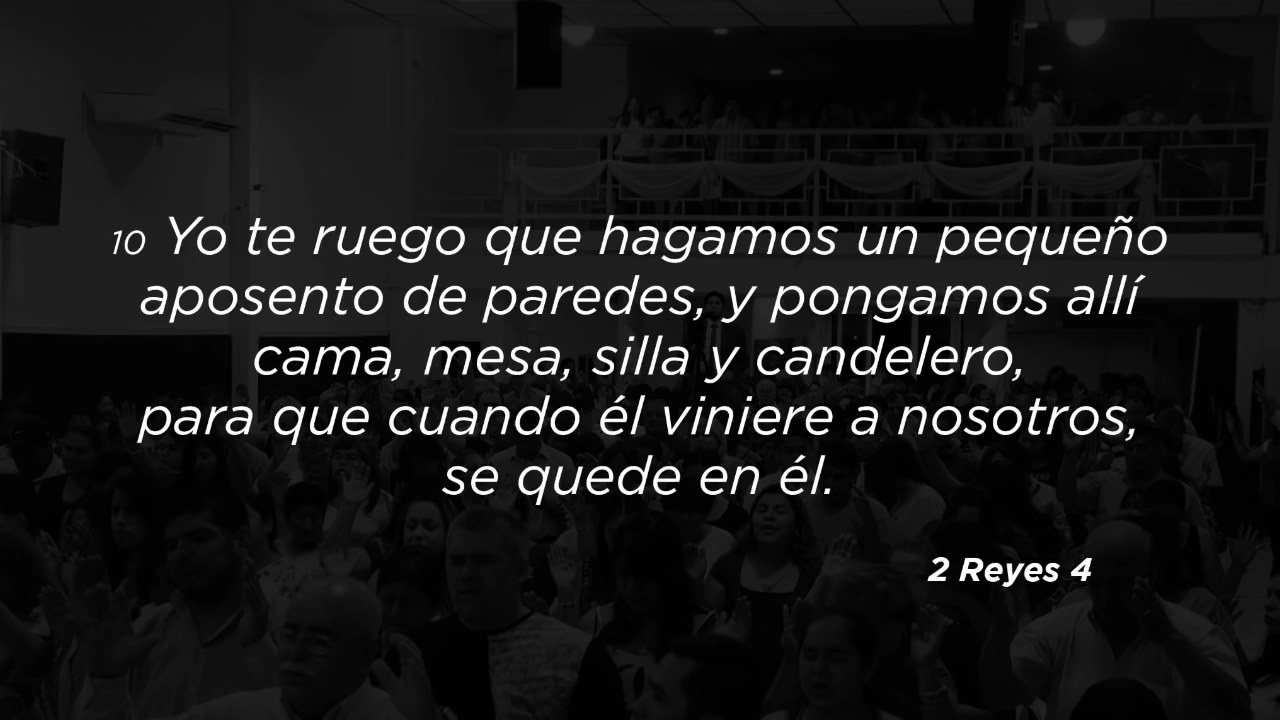 10 Yo te ruego que hagamos un pequeño
aposento de paredes, y pongamos allí
cama, mesa, silla y candelero,
para que cuando él viniere a nosotros,
se quede en él.
2 Reyes 4